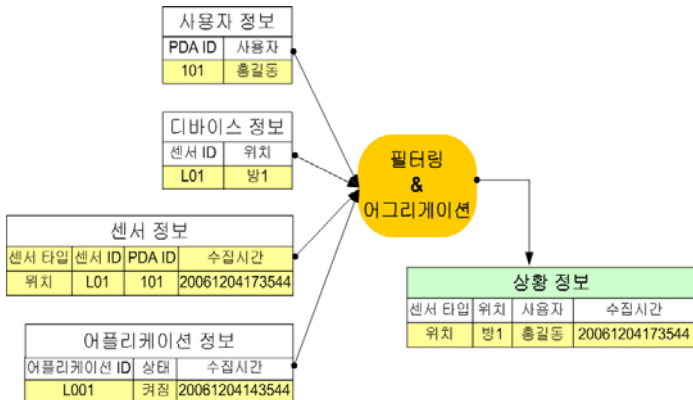 사용자 정보
PDA ID 사용자
101 홍길동
디바이스 정보
센서 ID 위치
L01 방1
센서 정보
센서 타입 센서 ID PDA ID 수집시간
위치 L01 101 20061204173544
어플리케이션 정보
어플리케이션 ID 상태 수집시간
L001 켜짐 20061204143544
필터링
&
어그리게이션
상황 정보
센서 타입 위치 사용자 수집시간
위치 방1 홍길동 20061204173544